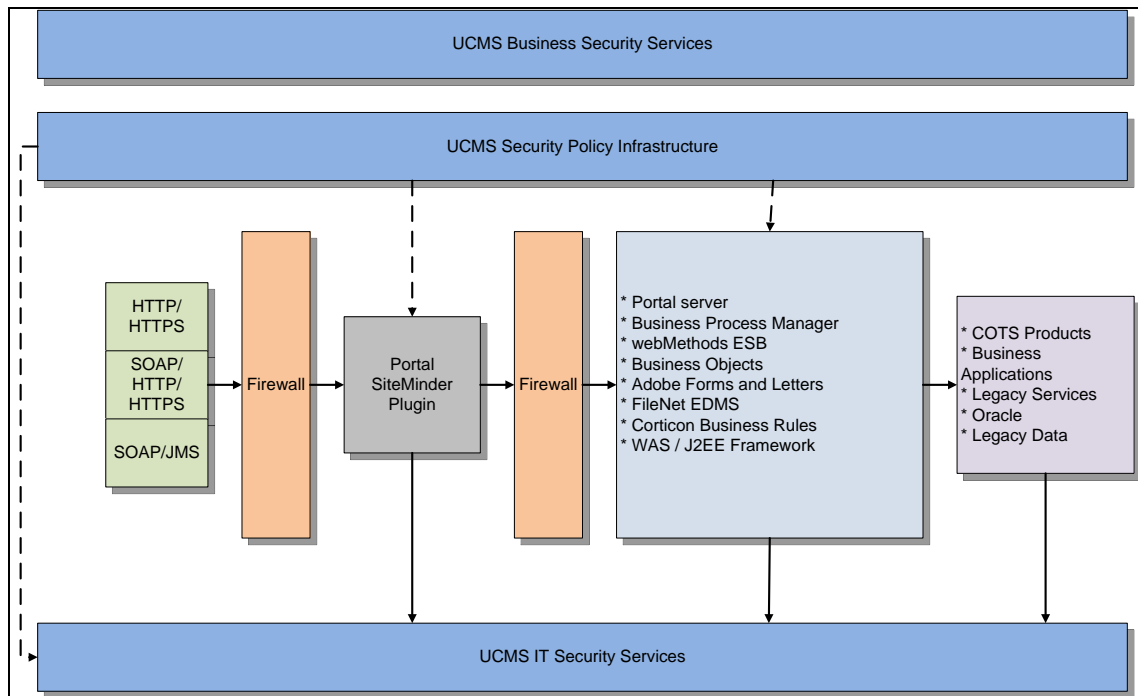 UCMS Business Security Services
UCMS Security Policy Infrastructure
HTTP/
HTTPS
SOAP/
HTTP/
HTTPS
SOAP/JMS
Firewall
Portal
SiteMinder
Plugin
Firewall
* Portal server
* Business Process Manager
* webMethods ESB
* Business Objects
* Adobe Forms and Letters
* FileNet EDMS
* Corticon Business Rules
* WAS / J2EE Framework
* COTS Products
* Business
Applications
* Legacy Services
* Oracle
* Legacy Data
UCMS IT Security Services